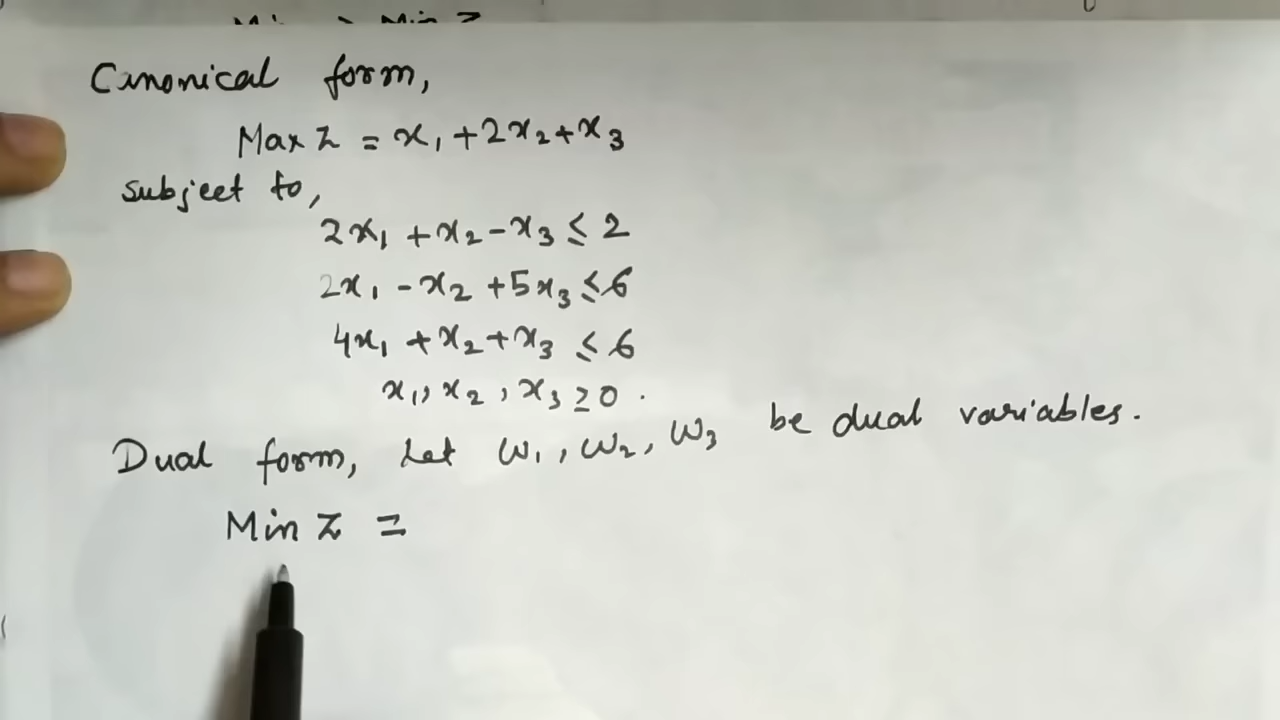 Canonical form,
Max Z = x₁ + 2x₂ + x₃
subject to,
2x₁ + x₂ - x₃ ≤ 2
2x₁ - x₂ + 5x₃ ≤ 6
4x₁ + x₂ + x₃ ≤ 6
x₁, x₂, x₃ ≥ 0.
Dual form, Let W₁, W₂, W₃ be dual variables.
Min Z =